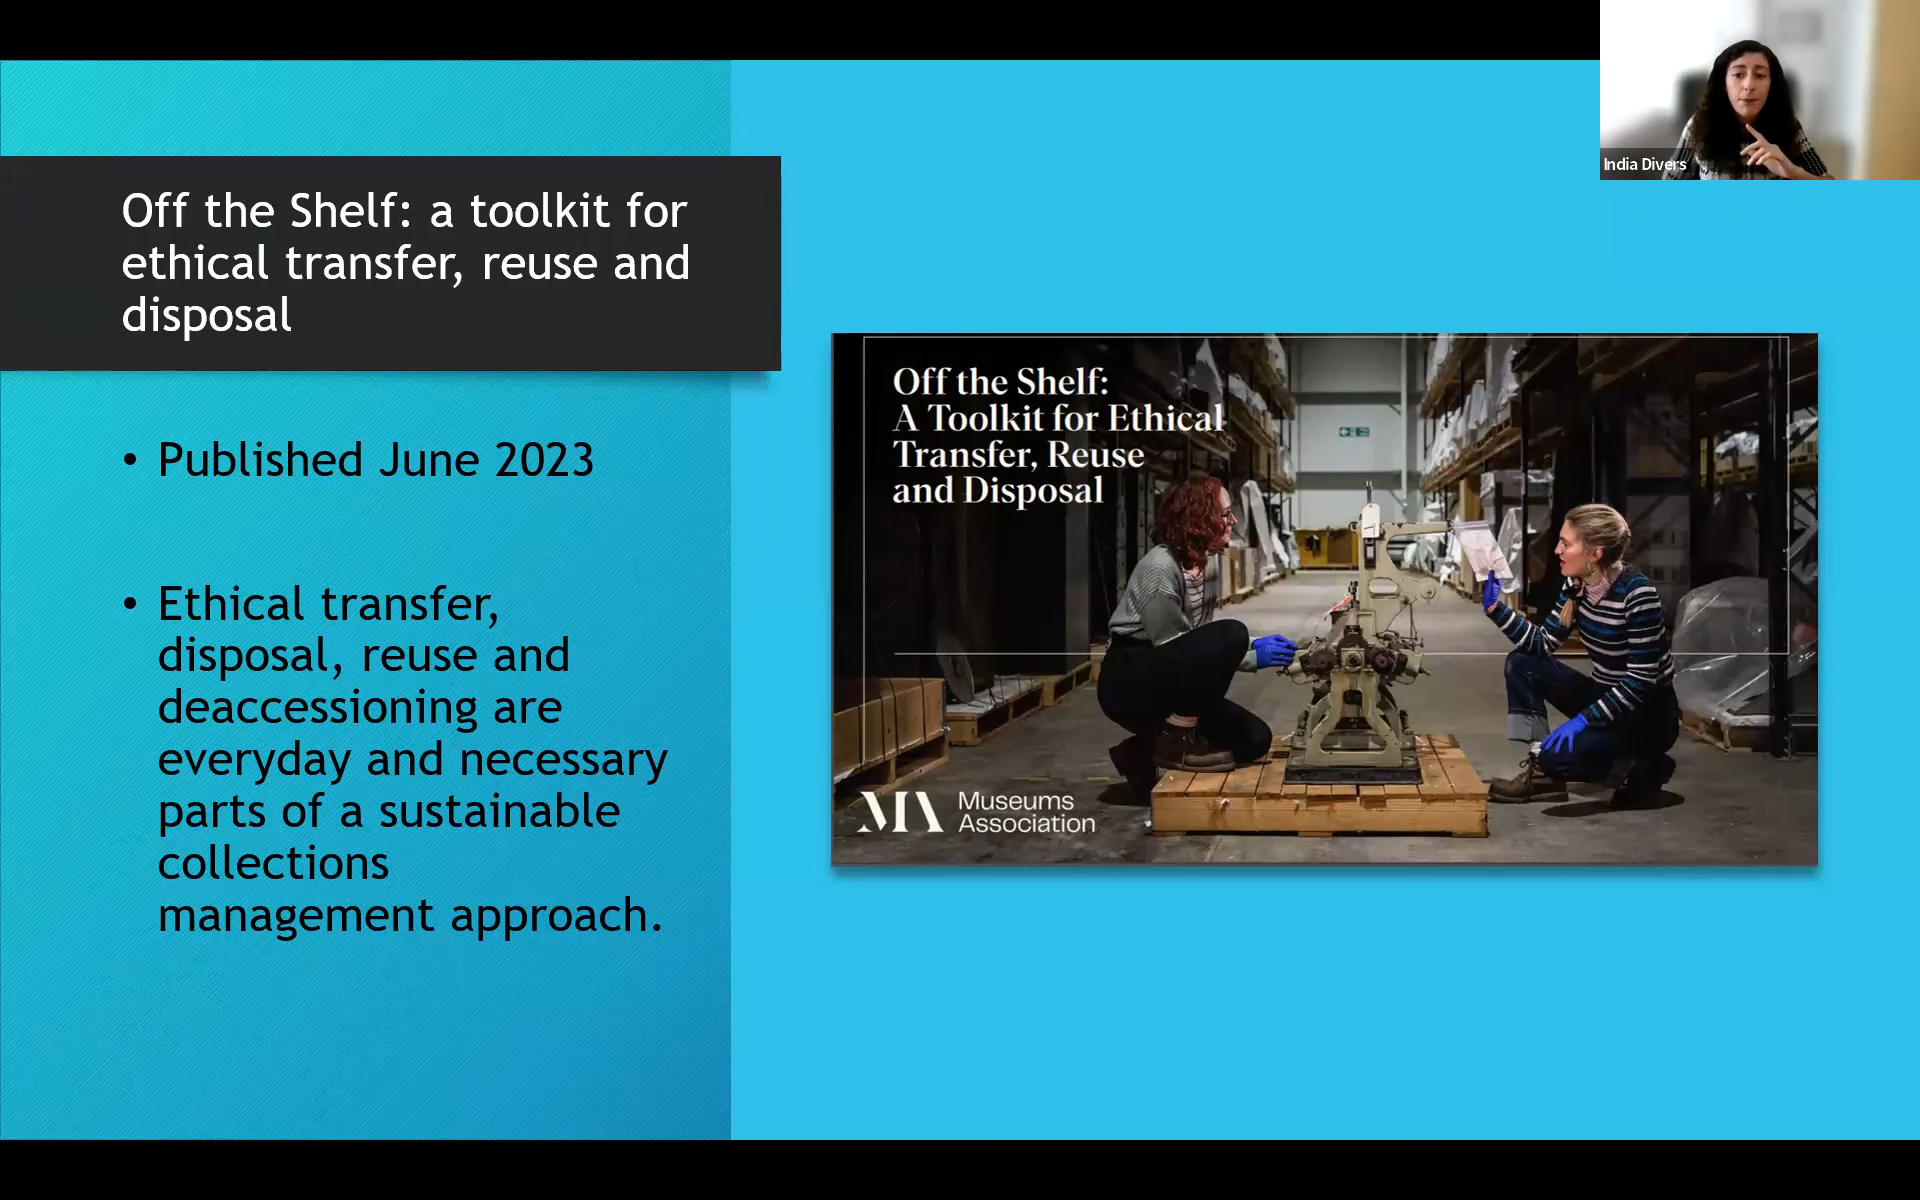 India Divers
Off the Shelf: a toolkit for
ethical transfer, reuse and
disposal
• Published June 2023
• Ethical transfer,
disposal, reuse and
deaccessioning are
everyday and necessary
parts of a sustainable
collections
management approach.
Off the Shelf:
A Toolkit for Ethical
Transfer, Reuse
and Disposal
MA
Museums
Association